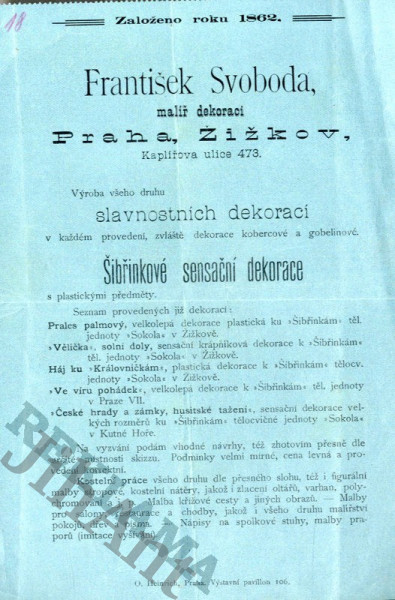 18
Založeno roku 1862.
František Svoboda,
malíř dekorací
Praha, Žižkov,
Kaplířova ulice 473.
Výroba všeho druhu
slavnostních dekorací
v každém provedení, zvláště dekorace kobercové a gobelinové.
Šibřinkové sensační dekorace
s plastickými předměty.
Seznam provedených již dekorací:
Prales palmový, velkolepá dekorace plastická ku »Šibřinkám« těl.
jednoty »Sokola« v Žižkově.
»Vělička«, solní doly, sensační krápníková dekorace k »Šibřinkám«
těl. jednoty »Sokola« v Žižkově.
Háj ku »Královničkám«, plastická dekorace k »Šibřinkám« tělocv.
jednoty »Sokola« v Žižkově.
»Ve víru pohádek«, velkolepá dekorace k »Šibřinkám« těl. jednoty
v Praze VII.
»České hrady a zámky, husitské tažení«, sensační dekorace vel-
kých rozměrů ku »Šibřinkám« tělocvičné jednoty »Sokola«
v Kutné Hoře.
Na vyzvání podám vhodné návrhy, též zhotovím přesně dle
místnosti skizzu. Podmínky velmi mírné, cena levná a pro-
vedení korrektní.
Kostelní práce všeho druhu dle přesného slohu, též i figurální
malby stropové, kostelní nátěry, jakož i zlacení oltářů, varhan, poly-
chromování a Malba křížové cesty a jiných obrazů. — Malby
pro salony, restaurace a chodby, jakož i všeho druhu malířství
pokojů, dřev a písma. Nápisy na spolkové stuhy, malby pra-
porů (imitace vyšívání).
O. Heinrich, Praha, Výstavní pavillon 106.